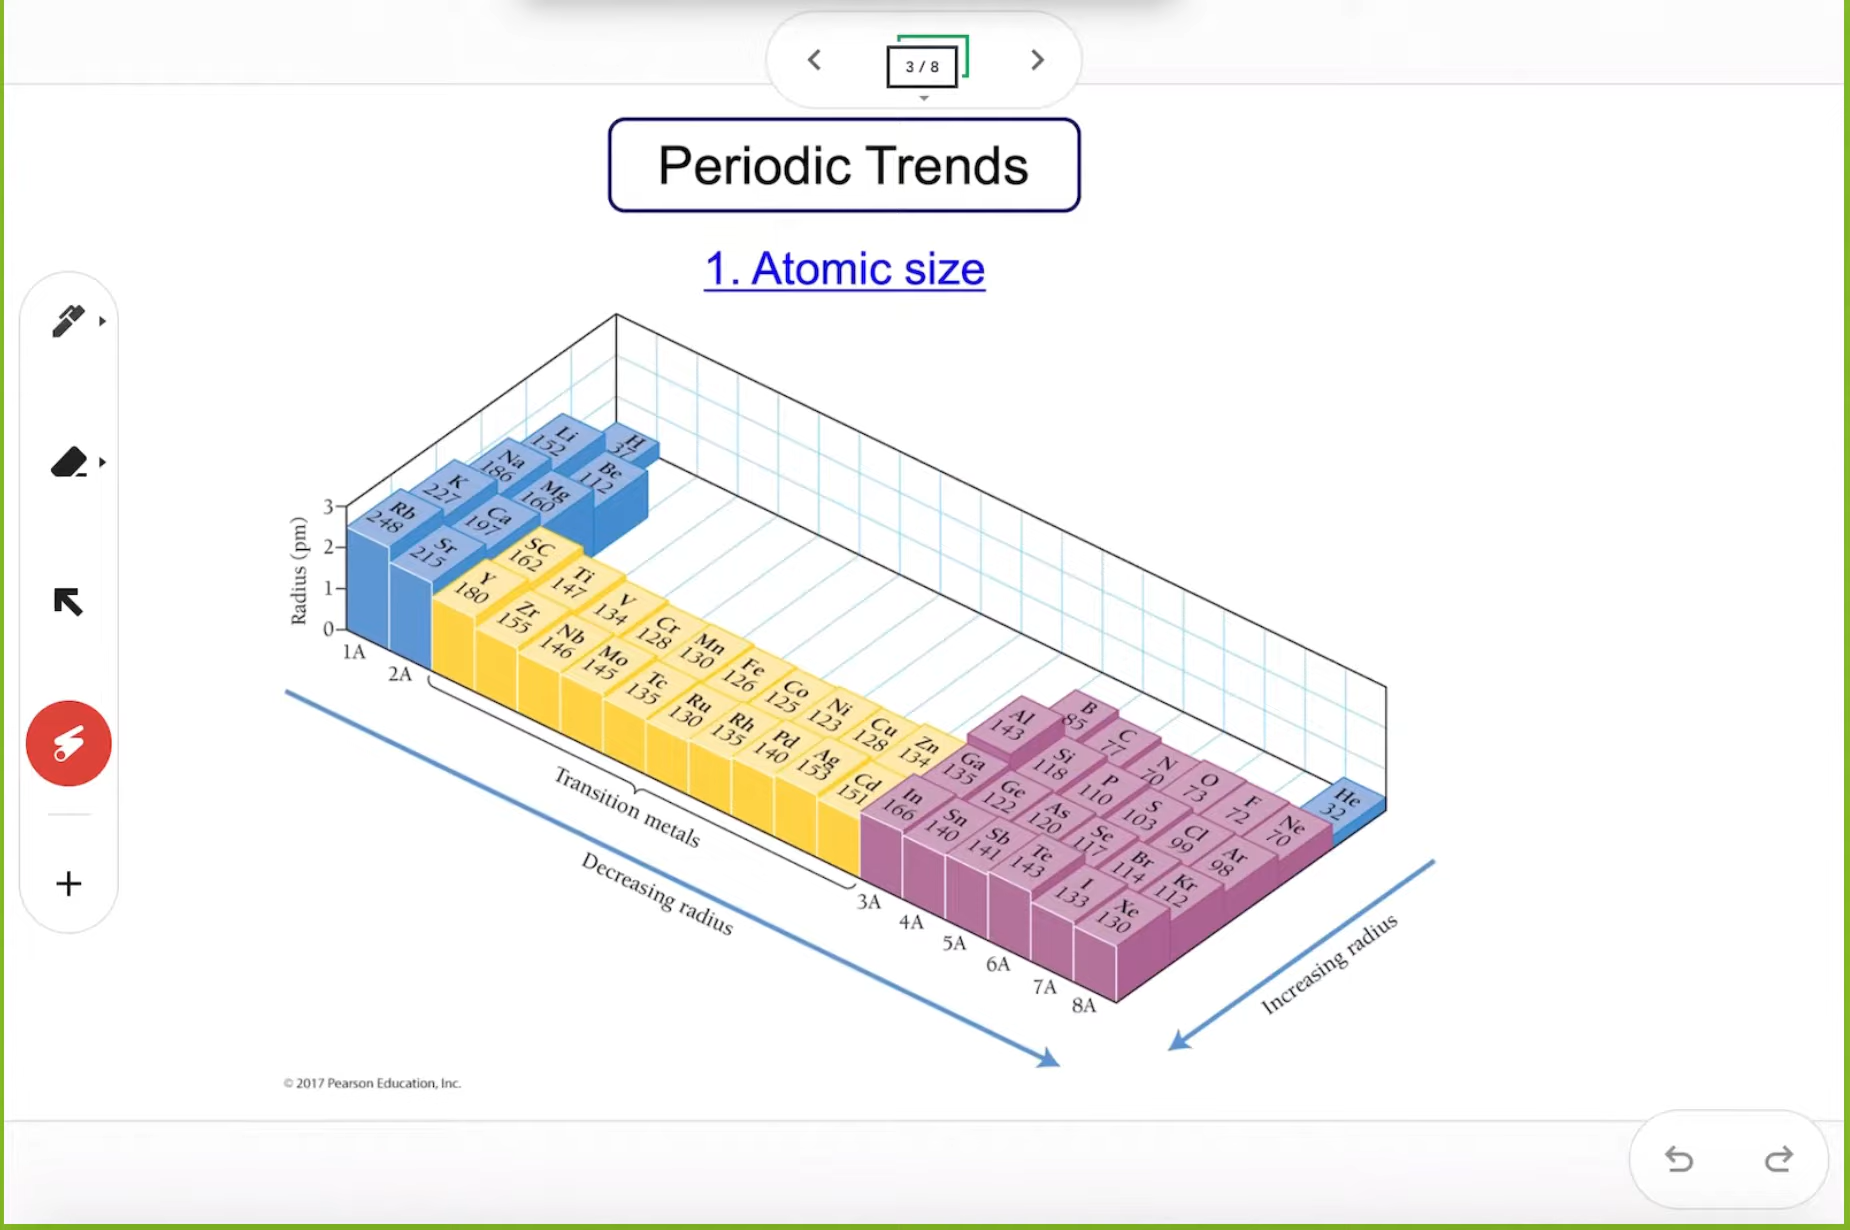 3 / 8
Periodic Trends
1. Atomic size
Radius (pm)
3
2
1
0
H 37
Li 152
Be 112
Na 186
Mg 160
K 227
Ca 197
Rb 248
Sr 215
SC 162
Ti 147
V 134
Cr 128
Mn 130
Fe 126
Co 125
Ni 123
Cu 128
Zn 134
Y 180
Zr 155
Nb 146
Mo 145
Tc 135
Ru 130
Rh 135
Pd 140
Ag 153
Cd 151
B 85
C 77
N 70
O 73
F 72
Ne 70
He 32
Al 143
Si 118
P 110
S 103
Cl 99
Ar 98
Ga 135
Ge 122
As 120
Se 117
Br 114
Kr 112
In 166
Sn 140
Sb 141
Te 143
I 133
Xe 130
1A
2A
Transition metals
3A
4A
5A
6A
7A
8A
Decreasing radius
Increasing radius
© 2017 Pearson Education, Inc.